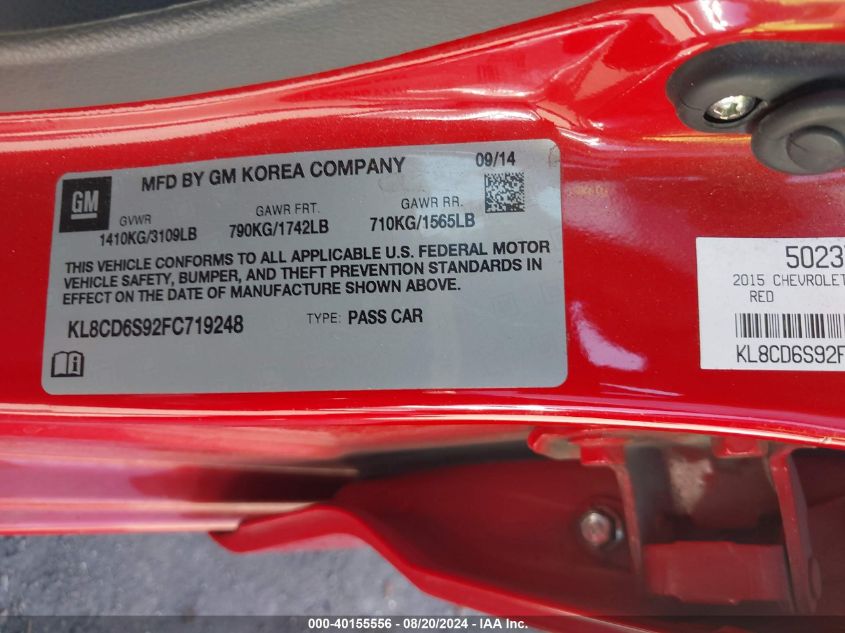 GM
MFD BY GM KOREA COMPANY
09/14
GVWR
1410KG/3109LB
GAWR FRT.
790KG/1742LB
GAWR RR.
710KG/1565LB
THIS VEHICLE CONFORMS TO ALL APPLICABLE U.S. FEDERAL MOTOR
VEHICLE SAFETY, BUMPER, AND THEFT PREVENTION STANDARDS IN
EFFECT ON THE DATE OF MANUFACTURE SHOWN ABOVE.
KL8CD6S92FC719248
TYPE: PASS CAR
5023
2015 CHEVROLET
RED
KL8CD6S92F
000-40155556 - 08/20/2024 - IAA Inc.